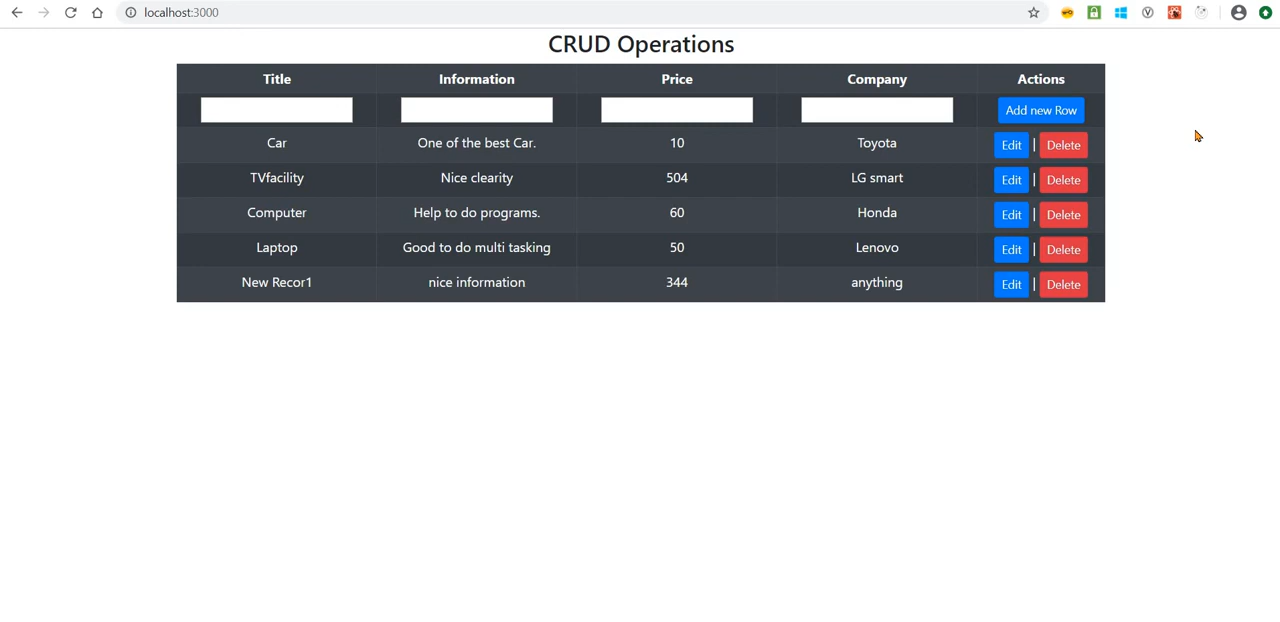 localhost:3000
CRUD Operations
Title Information Price Company Actions
Add new Row
Car One of the best Car. 10 Toyota Edit | Delete
TVfacility Nice clearity 504 LG smart Edit | Delete
Computer Help to do programs. 60 Honda Edit | Delete
Laptop Good to do multi tasking 50 Lenovo Edit | Delete
New Recor1 nice information 344 anything Edit | Delete